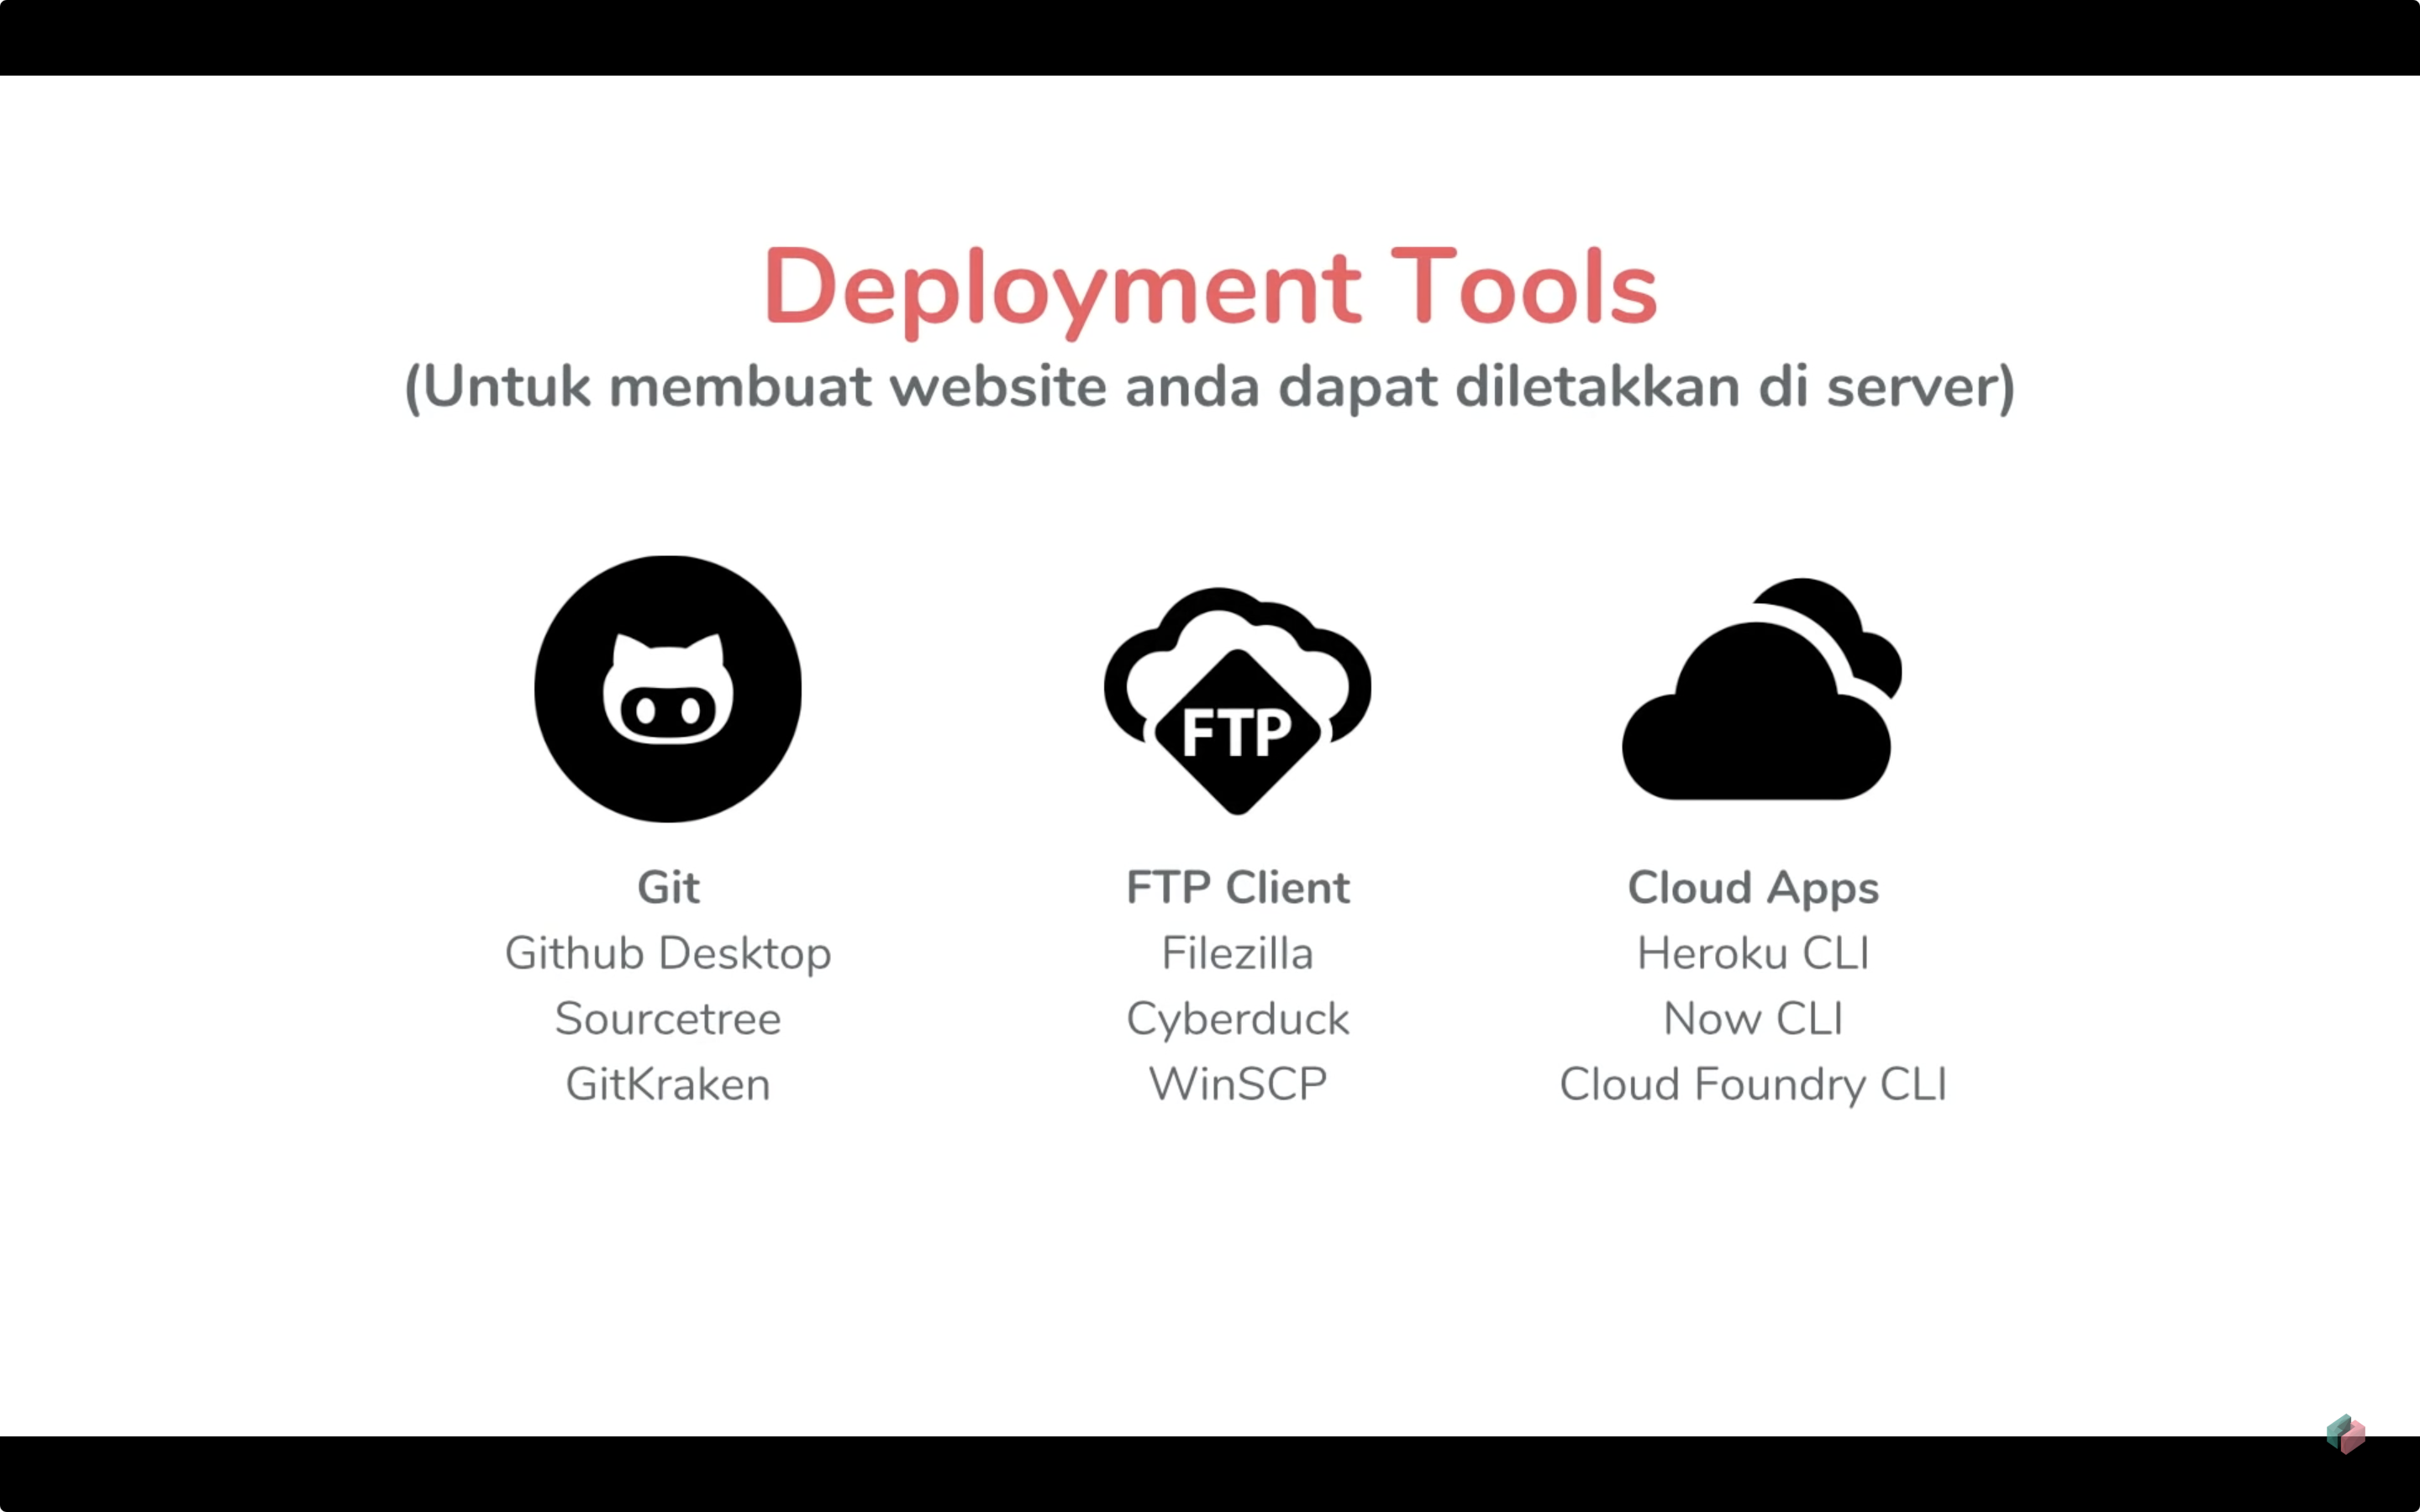 Deployment Tools
(Untuk membuat website anda dapat diletakkan di server)
FTP
Git
Github Desktop
Sourcetree
GitKraken
FTP Client
Filezilla
Cyberduck
WinSCP
Cloud Apps
Heroku CLI
Now CLI
Cloud Foundry CLI